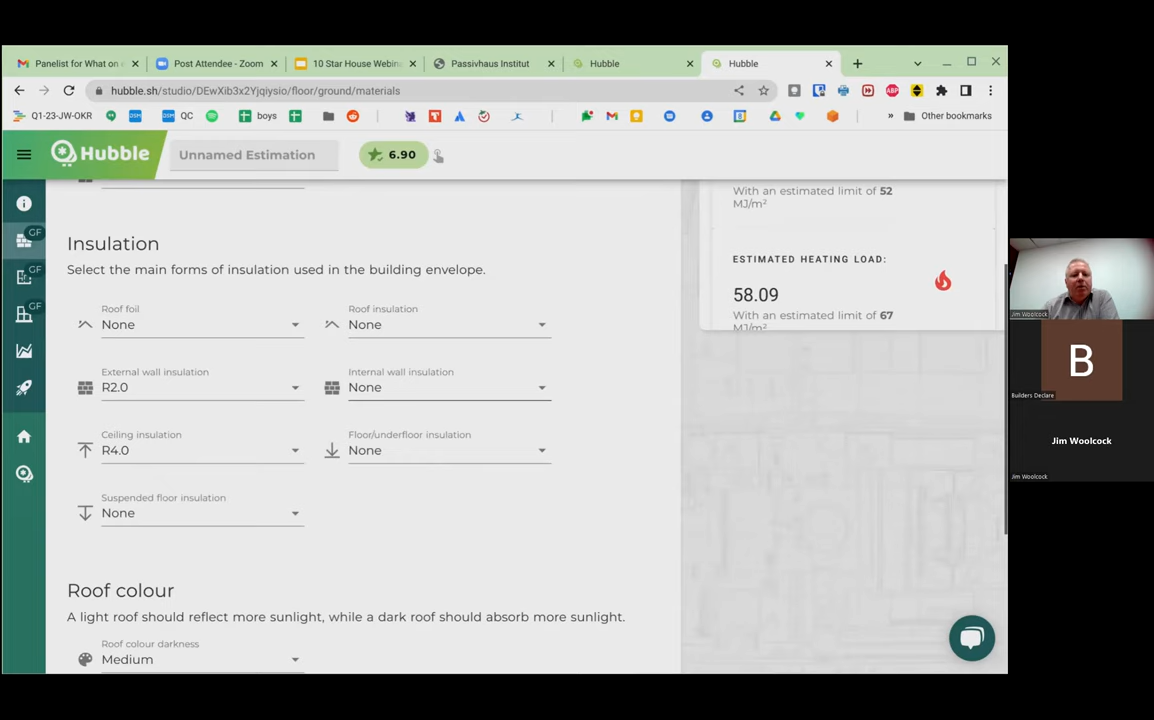 Panelist for What on
Post Attendee - Zoom
10 Star House Webina
Passivhaus Institut
Hubble
Hubble
hubble.sh/studio/DEwXib3x2Yjqiysio/floor/ground/materials
Q1-23-JW-OKR
QC
boys
»
Other bookmarks
Hubble
Unnamed Estimation
6.90
GF
GF
GF
With an estimated limit of 52
MJ/m²
ESTIMATED HEATING LOAD:
58.09
With an estimated limit of 67
MJ/m²
Insulation
Select the main forms of insulation used in the building envelope.
Roof foil
None
Roof insulation
None
External wall insulation
R2.0
Internal wall insulation
None
Ceiling insulation
R4.0
Floor/underfloor insulation
None
Suspended floor insulation
None
Roof colour
A light roof should reflect more sunlight, while a dark roof should absorb more sunlight.
Roof colour darkness
Medium
Jim Woolcock
B
Builders Declare
Jim Woolcock
Jim Woolcock